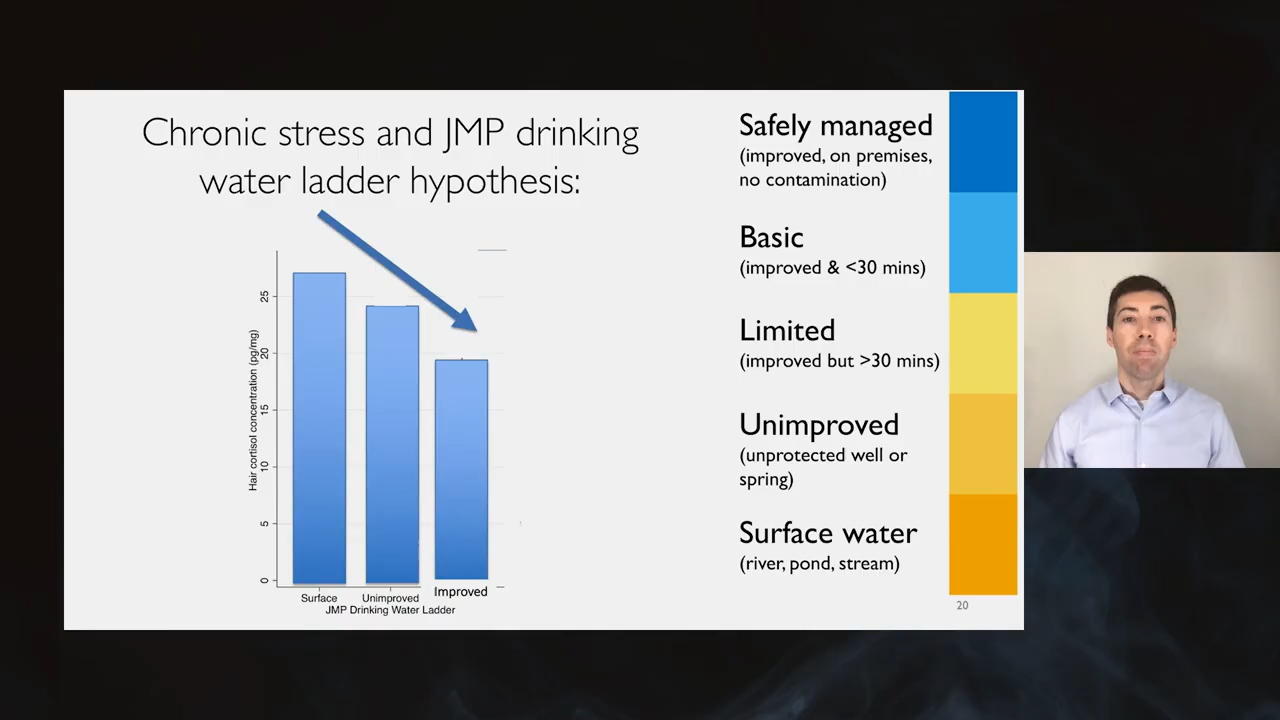 Chronic stress and JMP drinking
water ladder hypothesis:
Hair cortisol concentration (pg/mg)
25
20
15
10
5
0
Surface
Unimproved
Improved
JMP Drinking Water Ladder
Safely managed
(improved, on premises,
no contamination)
Basic
(improved & <30 mins)
Limited
(improved but >30 mins)
Unimproved
(unprotected well or
spring)
Surface water
(river, pond, stream)
20